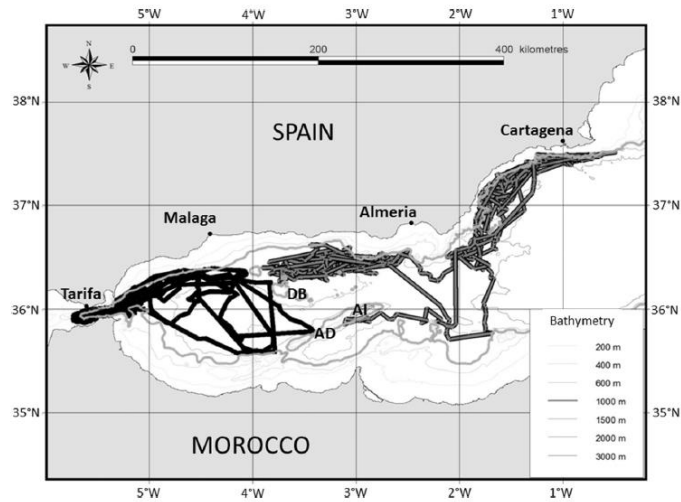 5°W 4°W 3°W 2°W 1°W
N
W E
S
0 200 400 kilometres
38°N 38°N
SPAIN
Cartagena
37°N 37°N
Malaga
Almeria
Tarifa
36°N 36°N
DB
AI
AD
Bathymetry
200 m
400 m
600 m
1000 m
1500 m
2000 m
3000 m
35°N 35°N
MOROCCO
5°W 4°W 3°W 2°W 1°W